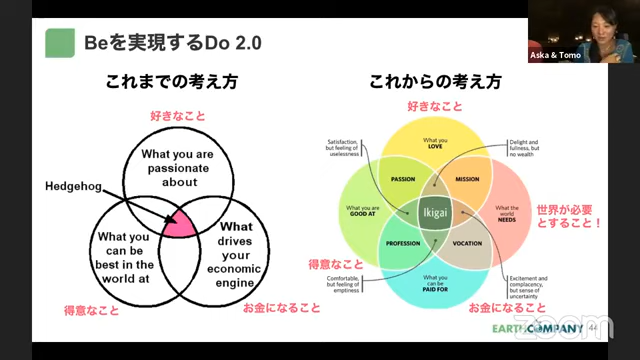 Beを実現するDo 2.0
Aska & Tomo
これまでの考え方
好きなこと
What you are
passionate
about
Hedgehog
What you
can be
best in the
world at
What
drives
your
economic
engine
得意なこと
お金になること
これからの考え方
好きなこと
Satisfaction,
but feeling of
uselessness
What you
LOVE
Delight and
fullness, but
no wealth
PASSION
MISSION
What you are
GOOD AT
Ikigai
What the
world
NEEDS
世界が必要
とすること！
PROFESSION
VOCATION
得意なこと
Comfortable,
but feeling of
emptiness
What you
can be
PAID FOR
Excitement and
complacency,
but sense of
uncertainty
お金になること
EARTH COMPANY
44
zoom